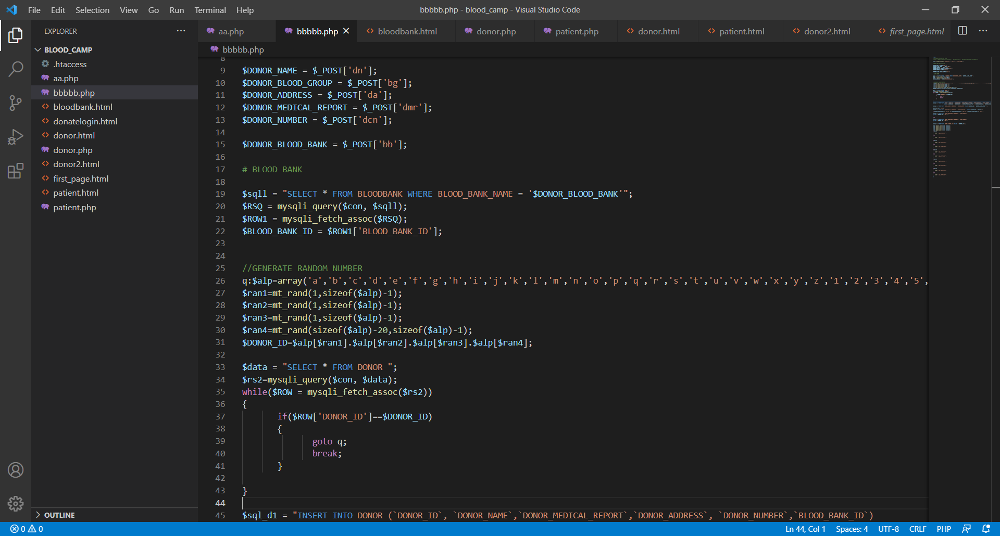 File Edit Selection View Go Run Terminal Help
bbbbb.php - blood_camp - Visual Studio Code
EXPLORER
BLOOD_CAMP
.htaccess
aa.php
bbbbb.php
bloodbank.html
donatelogin.html
donor.html
donor.php
donor2.html
first_page.html
patient.html
patient.php
OUTLINE
aa.php bbbbb.php bloodbank.html donor.php patient.php donor.html patient.html donor2.html first_page.html
bbbbb.php
8
9 $DONOR_NAME = $_POST['dn'];
10 $DONOR_BLOOD_GROUP = $_POST['bg'];
11 $DONOR_ADDRESS = $_POST['da'];
12 $DONOR_MEDICAL_REPORT = $_POST['dmr'];
13 $DONOR_NUMBER = $_POST['dcn'];
14
15 $DONOR_BLOOD_BANK = $_POST['bb'];
16
17 # BLOOD BANK
18
19 $sqll = "SELECT * FROM BLOODBANK WHERE BLOOD_BANK_NAME = '$DONOR_BLOOD_BANK'";
20 $RSQ = mysqli_query($con, $sqll);
21 $ROW1 = mysqli_fetch_assoc($RSQ);
22 $BLOOD_BANK_ID = $ROW1['BLOOD_BANK_ID'];
23
24
25 //GENERATE RANDOM NUMBER
26 q:$alp=array('a','b','c','d','e','f','g','h','i','j','k','l','m','n','o','p','q','r','s','t','u','v','w','x','y','z','1','2','3','4','5',
27 $ran1=mt_rand(1,sizeof($alp)-1);
28 $ran2=mt_rand(1,sizeof($alp)-1);
29 $ran3=mt_rand(1,sizeof($alp)-1);
30 $ran4=mt_rand(sizeof($alp)-20,sizeof($alp)-1);
31 $DONOR_ID=$alp[$ran1].$alp[$ran2].$alp[$ran3].$alp[$ran4];
32
33 $data = "SELECT * FROM DONOR ";
34 $rs2=mysqli_query($con, $data);
35 while($ROW = mysqli_fetch_assoc($rs2))
36 {
37 if($ROW['DONOR_ID']==$DONOR_ID)
38 {
39 goto q;
40 break;
41 }
42
43 }
44
45 $sql_d1 = "INSERT INTO DONOR (`DONOR_ID`, `DONOR_NAME`,`DONOR_MEDICAL_REPORT`,`DONOR_ADDRESS`, `DONOR_NUMBER`,`BLOOD_BANK_ID`)
0 0
Ln 44, Col 1 Spaces: 4 UTF-8 CRLF PHP